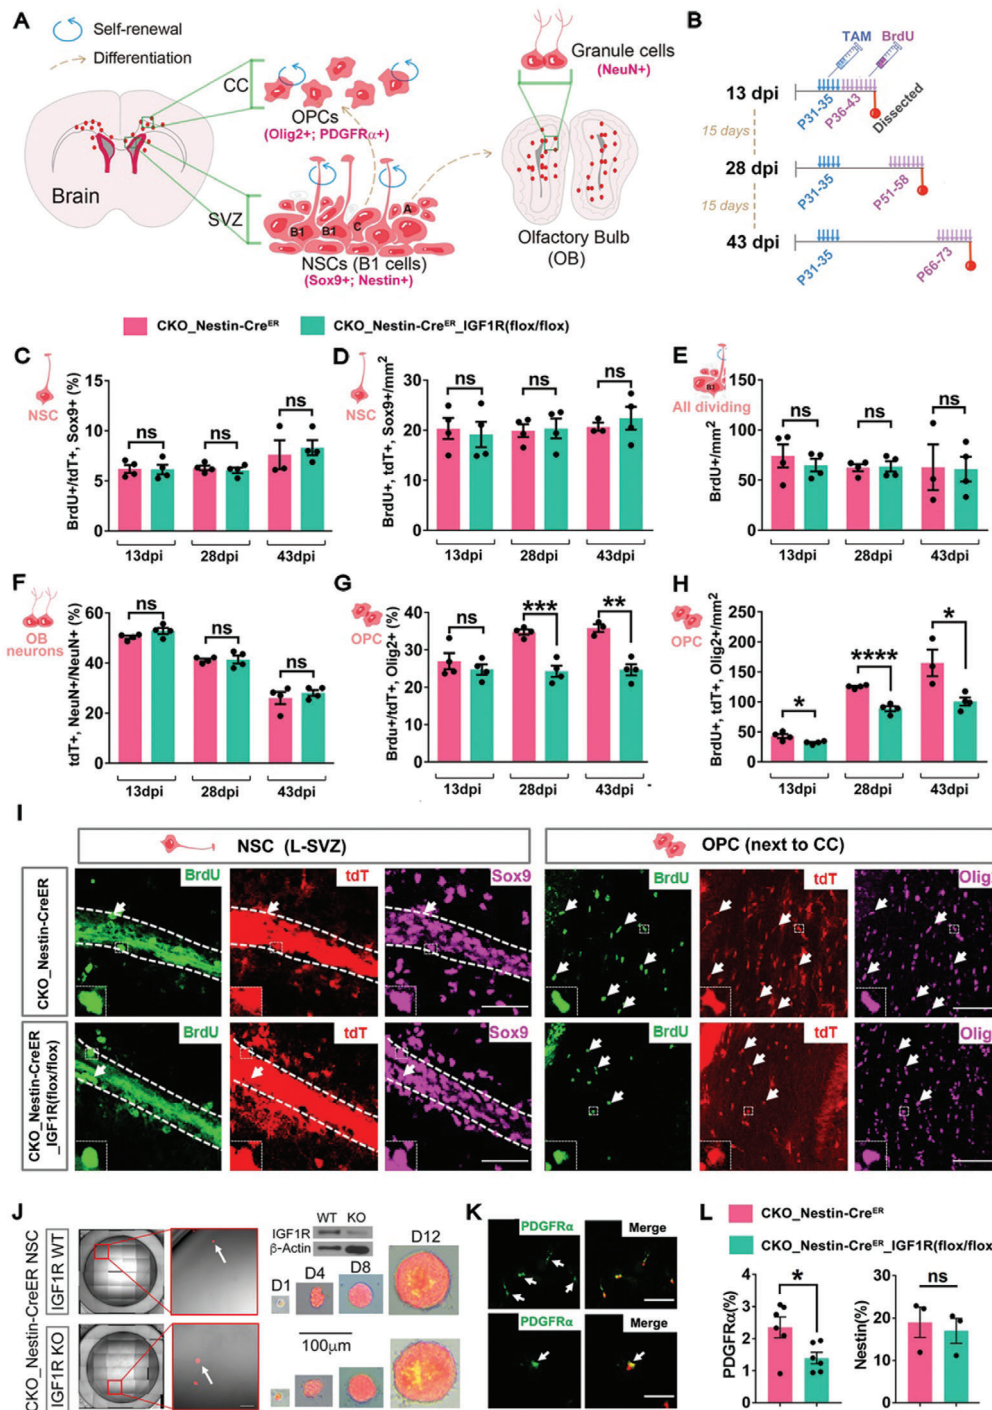 A
Self-renewal
Differentiation
CC
OPCs
(Olig2+; PDGFRα+)
Brain
SVZ
B1
B1
C
A
NSCs (B1 cells)
(Sox9+; Nestin+)
Granule cells
(NeuN+)
Olfactory Bulb
(OB)
B
TAM
BrdU
13 dpi
P31-35
P36-43
Dissected
15 days
28 dpi
P31-35
P51-58
15 days
43 dpi
P31-35
P66-73
CKO_Nestin-Creᴱᴿ
CKO_Nestin-Creᴱᴿ_IGF1R(flox/flox)
C
NSC
BrdU+/tdT+, Sox9+ (%)
15
10
5
0
ns
ns
ns
13dpi
28dpi
43dpi
D
NSC
BrdU+, tdT+, Sox9+/mm²
30
20
10
0
ns
ns
ns
13dpi
28dpi
43dpi
E
B1
All dividing
BrdU+/mm²
150
100
50
0
ns
ns
ns
13dpi
28dpi
43dpi
F
OB
neurons
tdT+, NeuN+/NeuN+ (%)
60
40
20
0
ns
ns
ns
13dpi
28dpi
43dpi
G
OPC
Brdu+/tdT+, Olig2+ (%)
40
30
20
10
0
ns
***
**
13dpi
28dpi
43dpi
H
OPC
BrdU+, tdT+, Olig2+/mm²
250
200
150
100
50
0
*
****
*
13dpi
28dpi
43dpi
I
NSC (L-SVZ)
OPC (next to CC)
CKO_Nestin-CreER
BrdU
tdT
Sox9
BrdU
tdT
Olig
CKO_Nestin-CreER
_IGF1R(flox/flox)
BrdU
tdT
Sox9
BrdU
tdT
Olig
J
CKO_Nestin-CreER NSC
IGF1R WT
IGF1R KO
WT KO
IGF1R
β-Actin
D1
D4
D8
D12
100μm
K
PDGFRα
Merge
PDGFRα
Merge
L
CKO_Nestin-Creᴱᴿ
CKO_Nestin-Creᴱᴿ_IGF1R(flox/flox)
PDGFRα(%)
4
3
2
1
0
*
Nestin(%)
30
20
10
0
ns